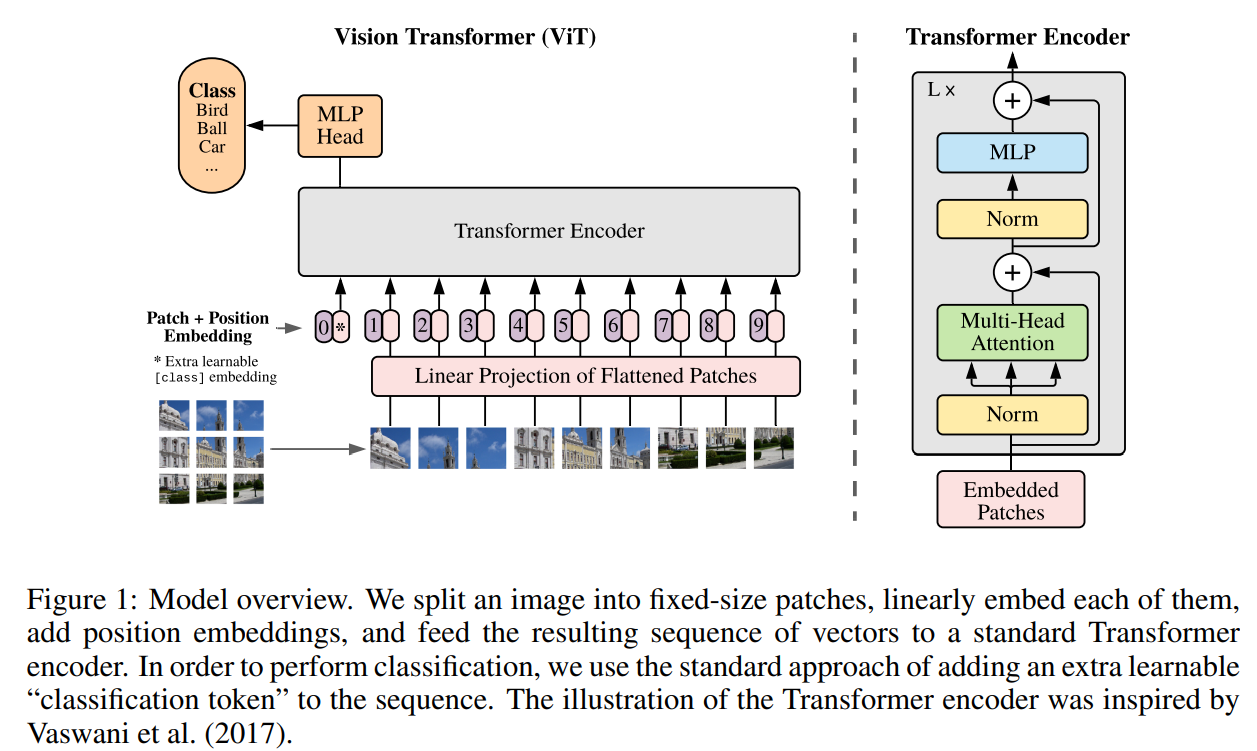 Vision Transformer (ViT)
Class
Bird
Ball
Car
...
MLP
Head
Transformer Encoder
Patch + Position
Embedding
0 * 1 2 3 4 5 6 7 8 9
* Extra learnable
[class] embedding
Linear Projection of Flattened Patches
Transformer Encoder
L ×
+
MLP
Norm
+
Multi-Head
Attention
Norm
Embedded
Patches
Figure 1: Model overview. We split an image into fixed-size patches, linearly embed each of them,
add position embeddings, and feed the resulting sequence of vectors to a standard Transformer
encoder. In order to perform classification, we use the standard approach of adding an extra learnable
“classification token” to the sequence. The illustration of the Transformer encoder was inspired by
Vaswani et al. (2017).